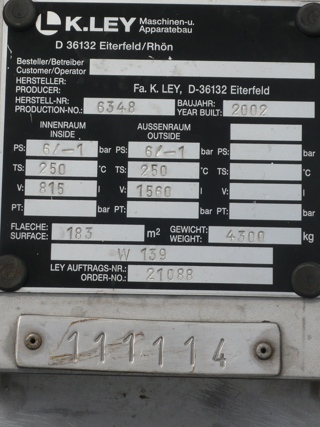 K.LEY Maschinen-u. Apparatebau
D 36132 Eiterfeld/Rhön
Besteller/Betreiber
Customer/Operator
HERSTELLER:
PRODUCER: Fa. K. LEY, D-36132 Eiterfeld
HERSTELL-NR: BAUJAHR:
PRODUCTION-NO.: 6348 YEAR BUILT: 2002
INNENRAUM AUSSENRAUM
INSIDE OUTSIDE
PS: 6/-1 bar PS: 6/-1 bar bar
TS: 250 °C TS: 250 °C °C
V: 815 l V: 1560 l l
PT: bar PT: bar PT: bar
FLAECHE: GEWICHT:
SURFACE: 183 m² WEIGHT: 4300 kg
W 139
LEY AUFTRAGS-NR.:
ORDER-NO.: 21088
111114